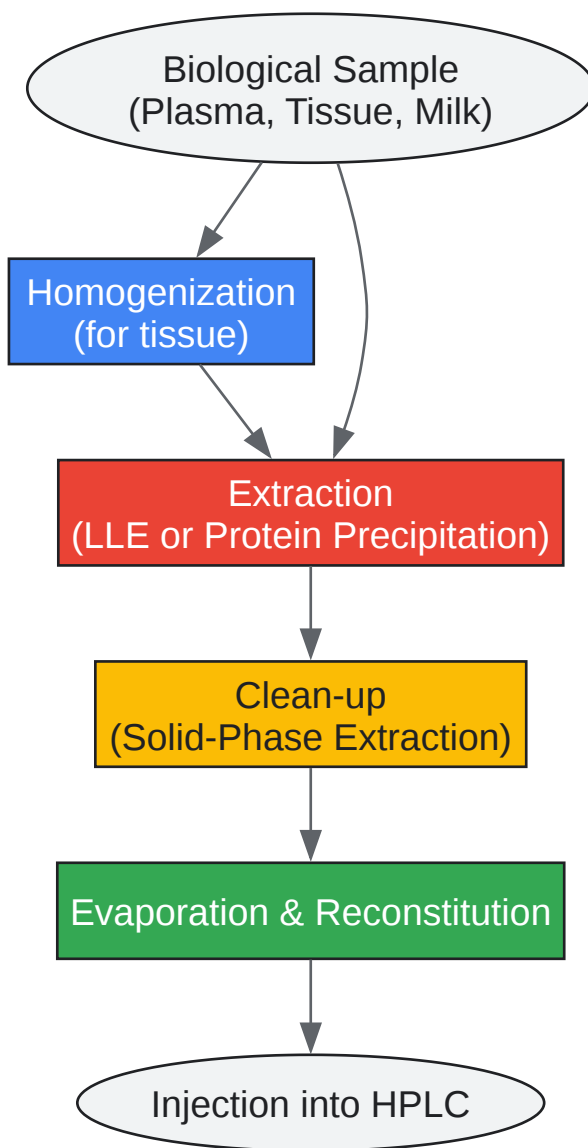 Biological Sample
(Plasma, Tissue, Milk)
Homogenization
(for tissue)
Extraction
(LLE or Protein Precipitation)
Clean-up
(Solid-Phase Extraction)
Evaporation & Reconstitution
Injection into HPLC